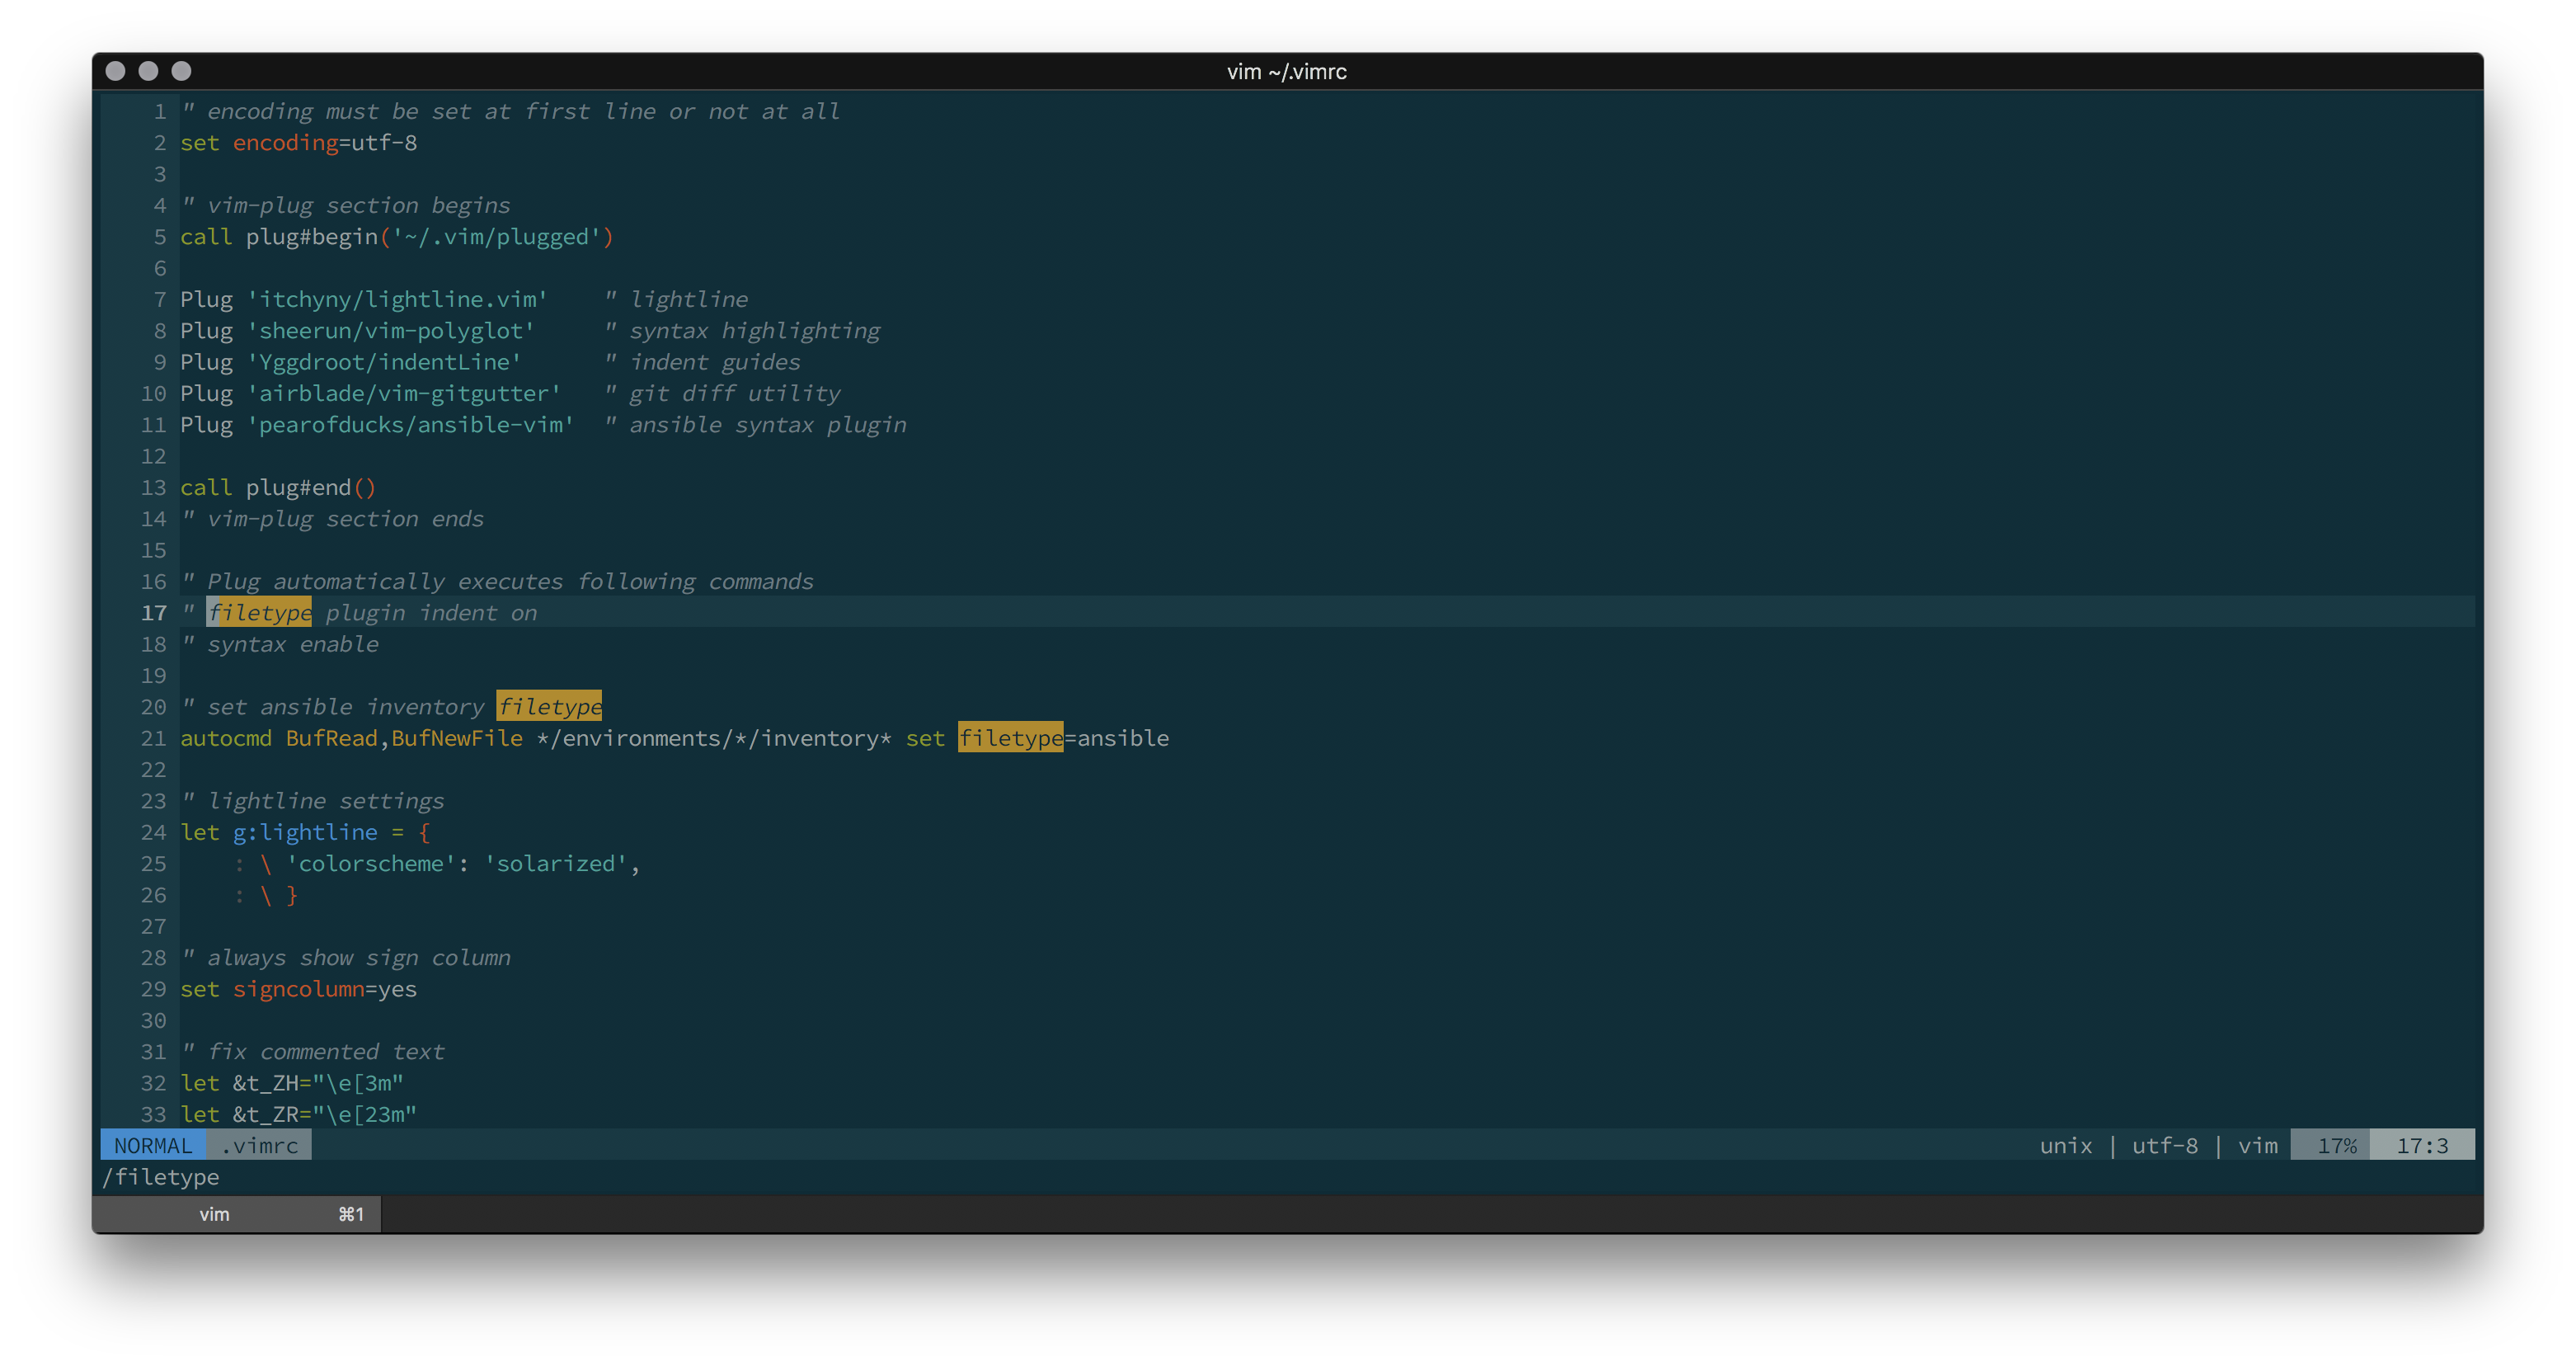 vim ~/.vimrc
1 " encoding must be set at first line or not at all
2 set encoding=utf-8
3
4 " vim-plug section begins
5 call plug#begin('~/.vim/plugged')
6
7 Plug 'itchyny/lightline.vim'    " lightline
8 Plug 'sheerun/vim-polyglot'     " syntax highlighting
9 Plug 'Yggdroot/indentLine'      " indent guides
10 Plug 'airblade/vim-gitgutter'   " git diff utility
11 Plug 'pearofducks/ansible-vim'  " ansible syntax plugin
12
13 call plug#end()
14 " vim-plug section ends
15
16 " Plug automatically executes following commands
17 " filetype plugin indent on
18 " syntax enable
19
20 " set ansible inventory filetype
21 autocmd BufRead,BufNewFile */environments/*/inventory* set filetype=ansible
22
23 " lightline settings
24 let g:lightline = {
25     : \ 'colorscheme': 'solarized',
26     : \ }
27
28 " always show sign column
29 set signcolumn=yes
30
31 " fix commented text
32 let &t_ZH="\e[3m"
33 let &t_ZR="\e[23m"
NORMAL .vimrc unix | utf-8 | vim 17% 17:3
/filetype
vim ⌘1